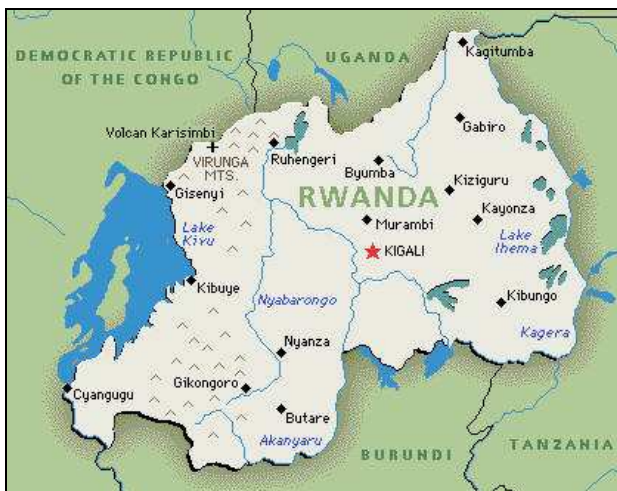 DEMOCRATIC REPUBLIC
OF THE CONGO
UGANDA
Kagitumba
Gabiro
Volcan Karisimbi
VIRUNGA
MTS.
Ruhengeri
Byumba
Gisenyi
RWANDA
Kiziguru
Kayonza
Murambi
Lake
Kivu
KIGALI
Lake
Ihema
Kibuye
Nyabarongo
Kibungo
Kagera
Nyanza
Cyangugu
Gikongoro
Butare
Akanyaru
BURUNDI
TANZANIA